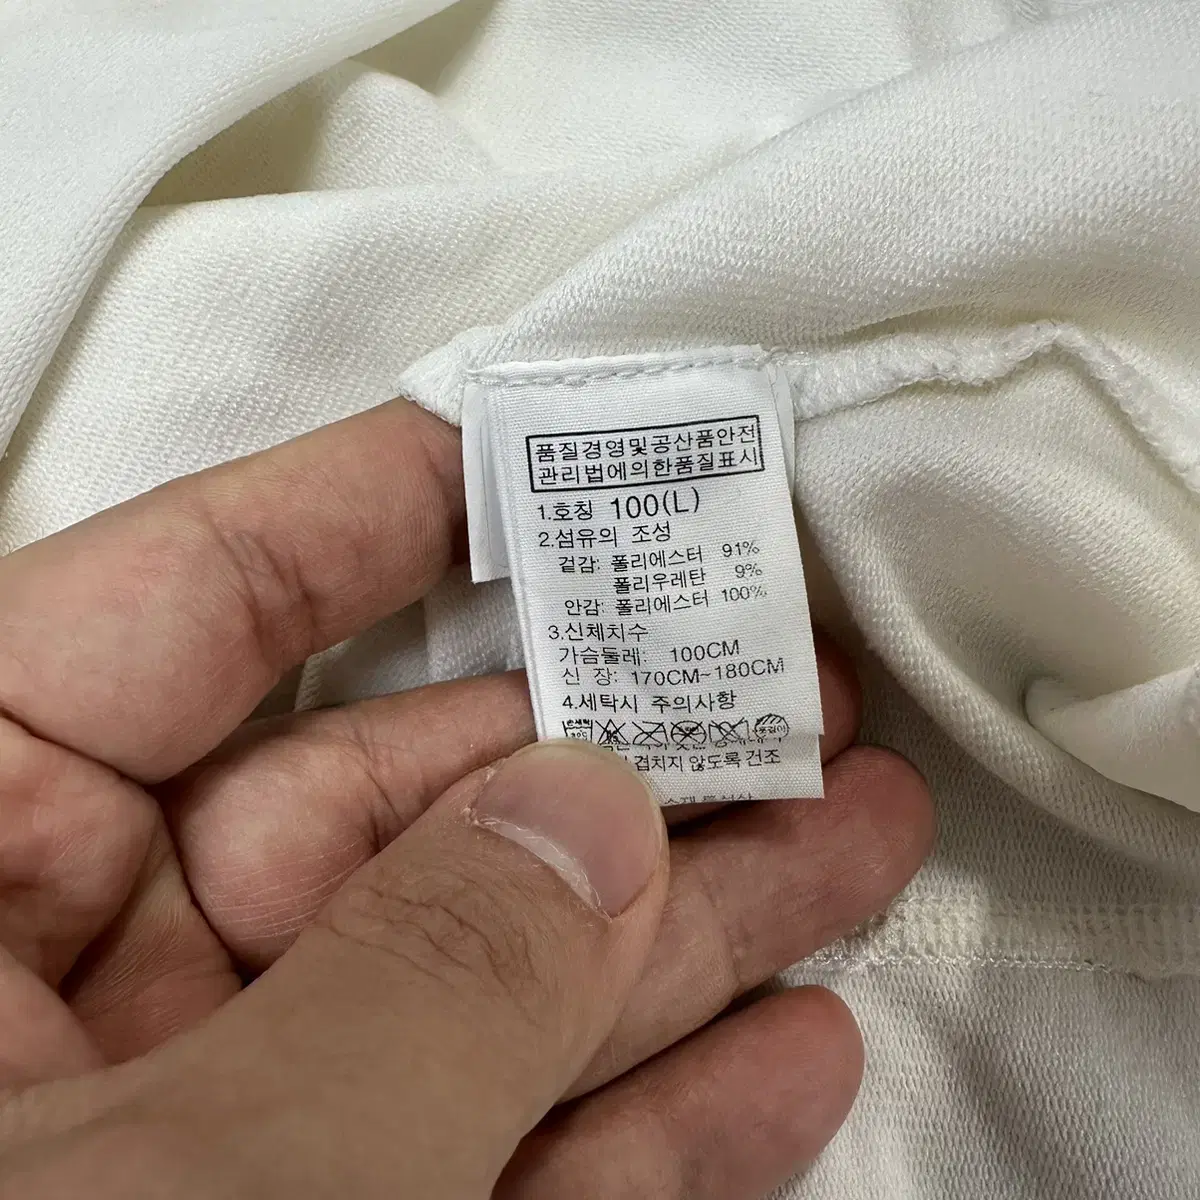 품질경영및공산품안전
관리법에의한품질표시
1.호칭 100(L)
2.섬유의 조성
겉감: 폴리에스터 91%
폴리우레탄 9%
안감: 폴리에스터 100%
3.신체치수
가슴둘레: 100CM
신 장: 170CM~180CM
4.세탁시 주의사항
손세탁
겹치지 않도록 건조